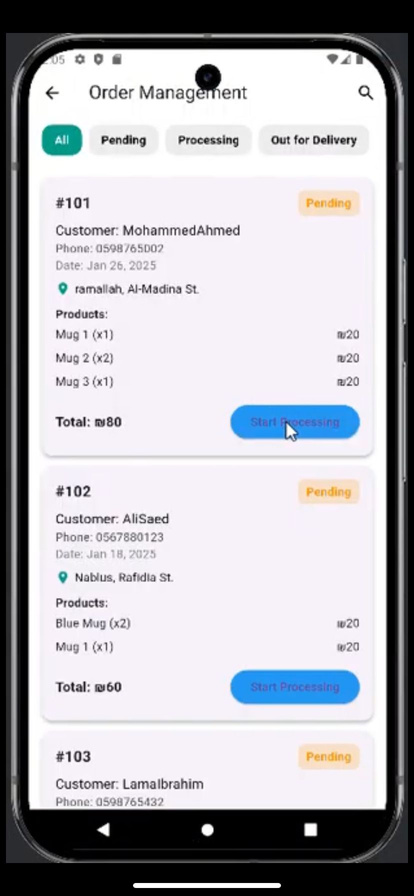 2:05
Order Management
All
Pending
Processing
Out for Delivery
#101
Pending
Customer: MohammedAhmed
Phone: 0598765002
Date: Jan 26, 2025
ramallah, Al-Madina St.
Products:
Mug 1 (x1) ₪20
Mug 2 (x2) ₪20
Mug 3 (x1) ₪20
Total: ₪80
Start Processing
#102
Pending
Customer: AliSaed
Phone: 0567880123
Date: Jan 18, 2025
Nablus, Rafidia St.
Products:
Blue Mug (x2) ₪20
Mug 1 (x1) ₪20
Total: ₪60
Start Processing
#103
Pending
Customer: LamaIbrahim
Phone: 0598765432